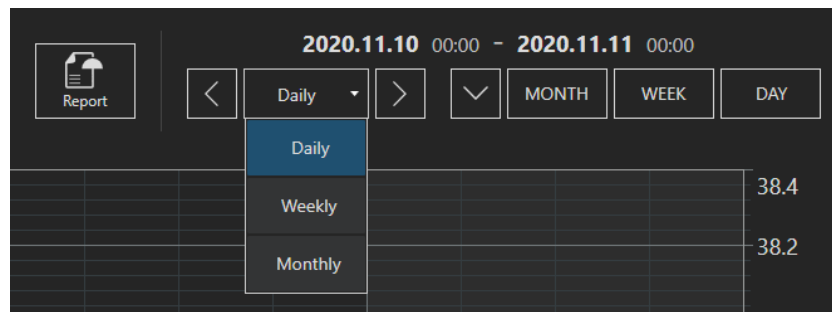 2020.11.10 00:00 - 2020.11.11 00:00
Report
Daily
MONTH
WEEK
DAY
Daily
Weekly
Monthly
38.4
38.2